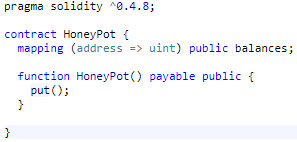 pragma solidity ^0.4.8;
contract HoneyPot {
mapping (address => uint) public balances;
function HoneyPot() payable public {
put();
}
}